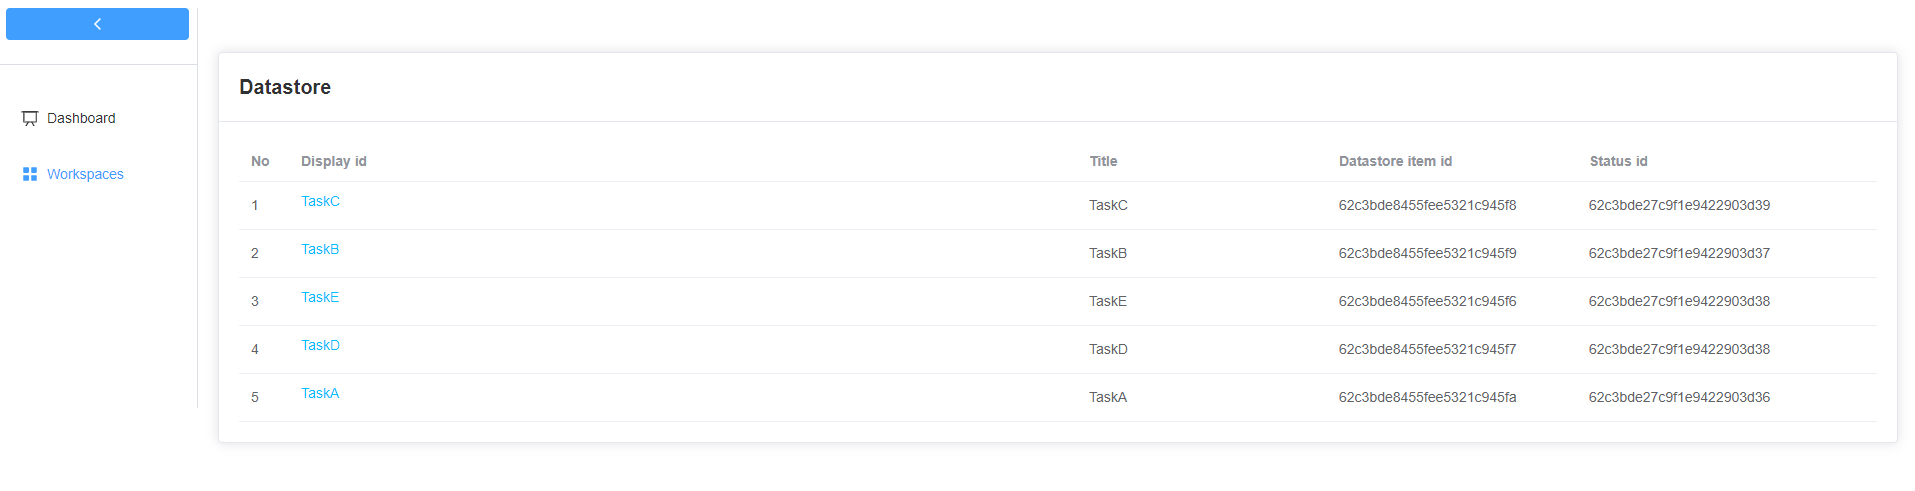 Dashboard
Workspaces
Datastore
No Display id Title Datastore item id Status id
1 TaskC TaskC 62c3bde8455fee5321c945f8 62c3bde27c9f1e9422903d39
2 TaskB TaskB 62c3bde8455fee5321c945f9 62c3bde27c9f1e9422903d37
3 TaskE TaskE 62c3bde8455fee5321c945f6 62c3bde27c9f1e9422903d38
4 TaskD TaskD 62c3bde8455fee5321c945f7 62c3bde27c9f1e9422903d38
5 TaskA TaskA 62c3bde8455fee5321c945fa 62c3bde27c9f1e9422903d36